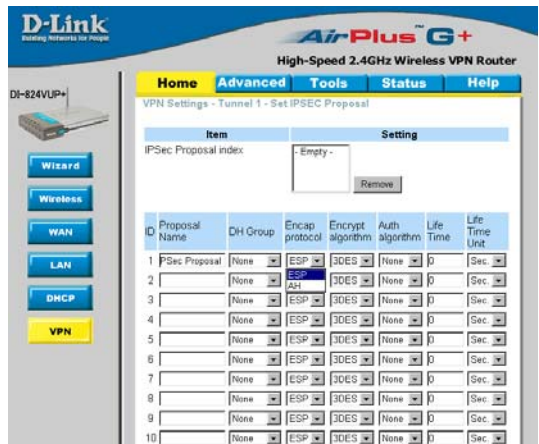 D-Link
Building Networks for People
AirPlus G+
™
High-Speed 2.4GHz Wireless VPN Router
DI-824VUP+
Home Advanced Tools Status Help
VPN Settings - Tunnel 1 - Set IPSEC Proposal
Item Setting
IPSec Proposal index - Empty -
Remove
ID Proposal Name DH Group Encap protocol Encrypt algorithm Auth algorithm Life Time Life Time Unit
1 PSec Proposal None ESP 3DES None 0 Sec.
ESP
AH
2 None 3DES None 0 Sec.
3 None ESP 3DES None 0 Sec.
4 None ESP 3DES None 0 Sec.
5 None ESP 3DES None 0 Sec.
6 None ESP 3DES None 0 Sec.
7 None ESP 3DES None 0 Sec.
8 None ESP 3DES None 0 Sec.
9 None ESP 3DES None 0 Sec.
10 None ESP 3DES None 0 Sec.
Wizard
Wireless
WAN
LAN
DHCP
VPN